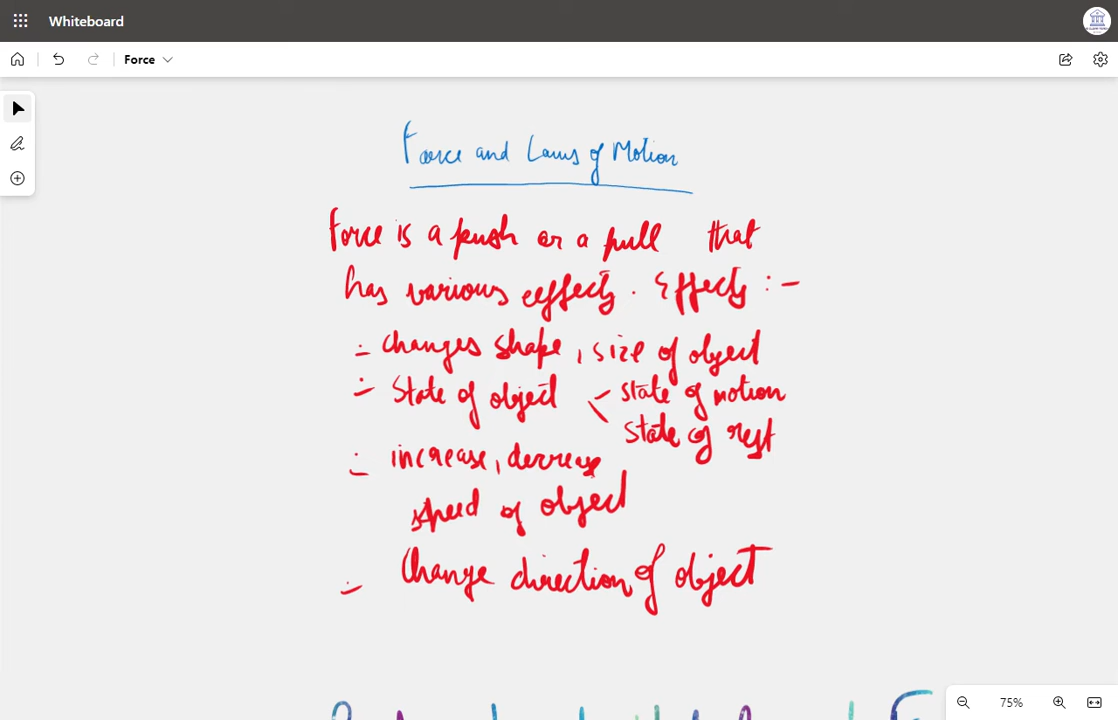 Whiteboard
Force
Force and Laws of Motion
Force is a push or a pull that
has various eeffects. Effects :-
- changes shape, size of object
- State of object - state of motion
state of rest
- increase, decrease
speed of object
- Change direction of object
75%